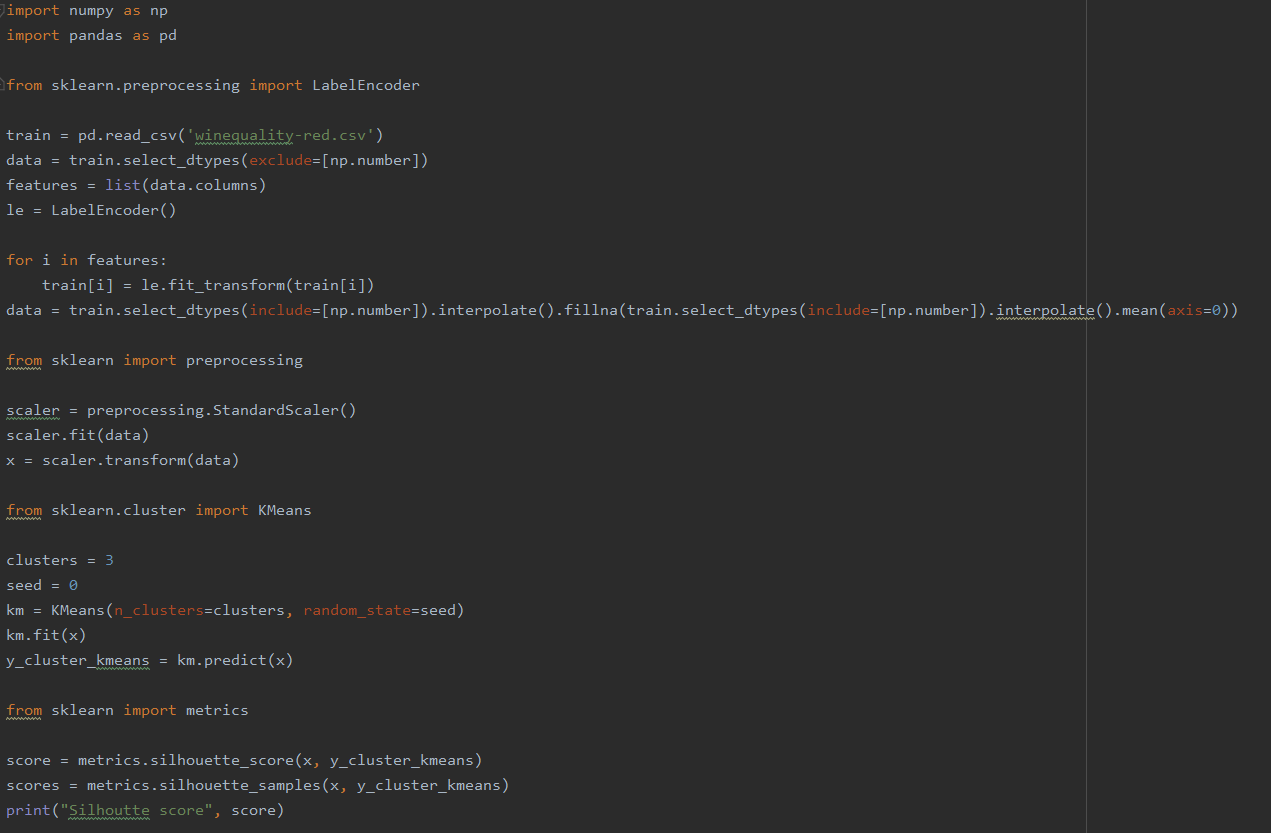 import numpy as np
import pandas as pd
from sklearn.preprocessing import LabelEncoder
train = pd.read_csv('winequality-red.csv')
data = train.select_dtypes(exclude=[np.number])
features = list(data.columns)
le = LabelEncoder()
for i in features:
    train[i] = le.fit_transform(train[i])
data = train.select_dtypes(include=[np.number]).interpolate().fillna(train.select_dtypes(include=[np.number]).interpolate().mean(axis=0))
from sklearn import preprocessing
scaler = preprocessing.StandardScaler()
scaler.fit(data)
x = scaler.transform(data)
from sklearn.cluster import KMeans
clusters = 3
seed = 0
km = KMeans(n_clusters=clusters, random_state=seed)
km.fit(x)
y_cluster_kmeans = km.predict(x)
from sklearn import metrics
score = metrics.silhouette_score(x, y_cluster_kmeans)
scores = metrics.silhouette_samples(x, y_cluster_kmeans)
print("Silhoutte score", score)